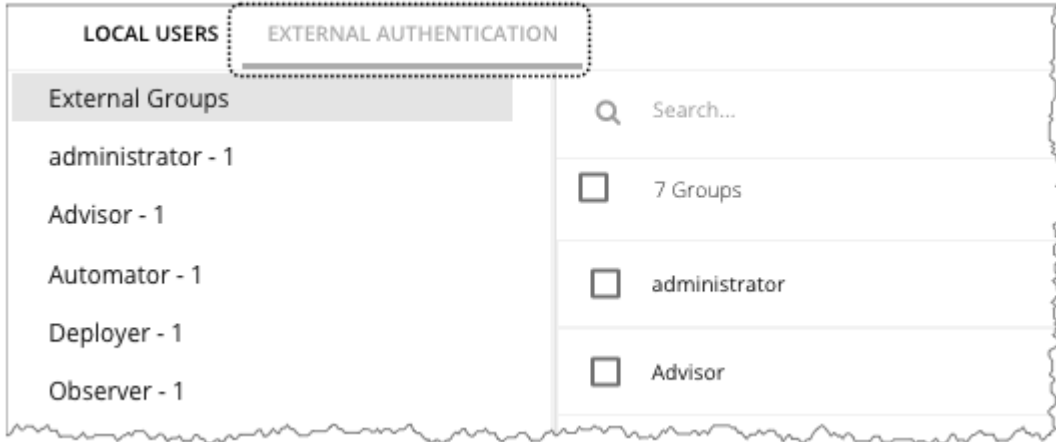 LOCAL USERS EXTERNAL AUTHENTICATION
External Groups
administrator - 1
Advisor - 1
Automator - 1
Deployer - 1
Observer - 1
Search...
7 Groups
administrator
Advisor